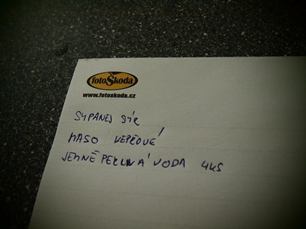 fotoŠkoda
www.fotoskoda.cz
SYPANEJ SÝR
MASO VEPŘOVÉ
JEMNĚ PERLIVÁ VODA 4KS